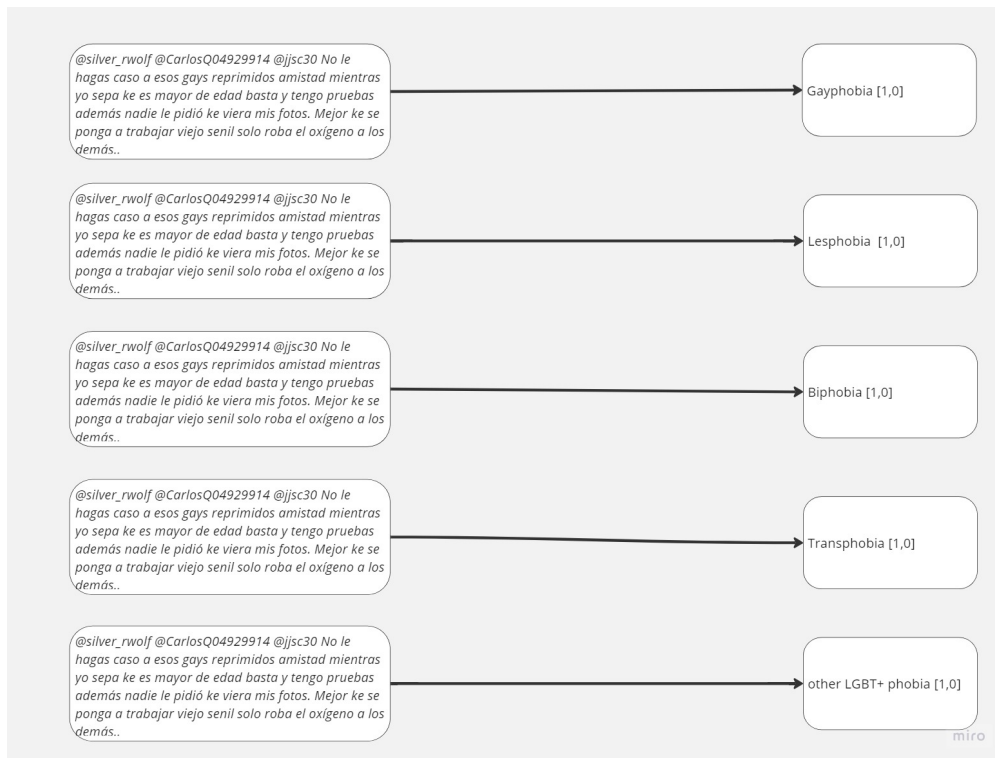 @silver_rwolf @CarlosQ04929914 @jjsc30 No le
hagas caso a esos gays reprimidos amistad mientras
yo sepa ke es mayor de edad basta y tengo pruebas
además nadie le pidió ke viera mis fotos. Mejor ke se
ponga a trabajar viejo senil solo roba el oxígeno a los
demás..
Gayphobia [1,0]
@silver_rwolf @CarlosQ04929914 @jjsc30 No le
hagas caso a esos gays reprimidos amistad mientras
yo sepa ke es mayor de edad basta y tengo pruebas
además nadie le pidió ke viera mis fotos. Mejor ke se
ponga a trabajar viejo senil solo roba el oxígeno a los
demás..
Lesphobia [1,0]
@silver_rwolf @CarlosQ04929914 @jjsc30 No le
hagas caso a esos gays reprimidos amistad mientras
yo sepa ke es mayor de edad basta y tengo pruebas
además nadie le pidió ke viera mis fotos. Mejor ke se
ponga a trabajar viejo senil solo roba el oxígeno a los
demás..
Biphobia [1,0]
@silver_rwolf @CarlosQ04929914 @jjsc30 No le
hagas caso a esos gays reprimidos amistad mientras
yo sepa ke es mayor de edad basta y tengo pruebas
además nadie le pidió ke viera mis fotos. Mejor ke se
ponga a trabajar viejo senil solo roba el oxígeno a los
demás..
Transphobia [1,0]
@silver_rwolf @CarlosQ04929914 @jjsc30 No le
hagas caso a esos gays reprimidos amistad mientras
yo sepa ke es mayor de edad basta y tengo pruebas
además nadie le pidió ke viera mis fotos. Mejor ke se
ponga a trabajar viejo senil solo roba el oxígeno a los
demás..
other LGBT+ phobia [1,0]
miro